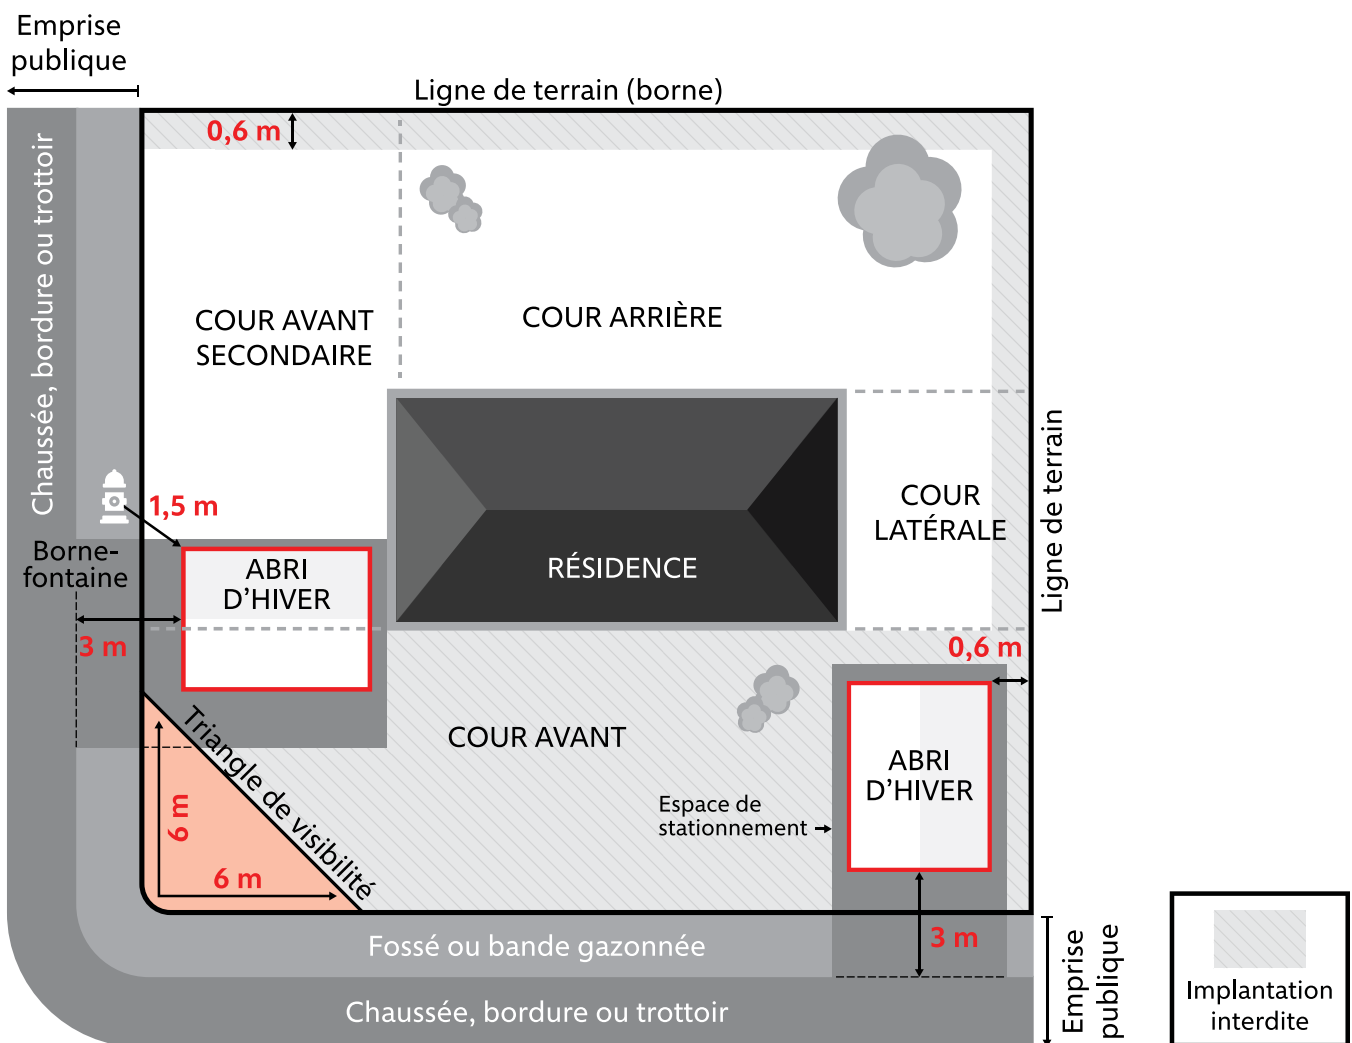 Emprise
publique
Ligne de terrain (borne)
0,6 m
Chaussée, bordure ou trottoir
COUR AVANT
SECONDAIRE
COUR ARRIÈRE
Ligne de terrain
COUR
LATÉRALE
1,5 m
Borne-
fontaine
ABRI
D'HIVER
RÉSIDENCE
3 m
0,6 m
Triangle de visibilité
COUR AVANT
ABRI
D'HIVER
Espace de
stationnement
6 m
6 m
Fossé ou bande gazonnée
3 m
Emprise
publique
Chaussée, bordure ou trottoir
Implantation
interdite